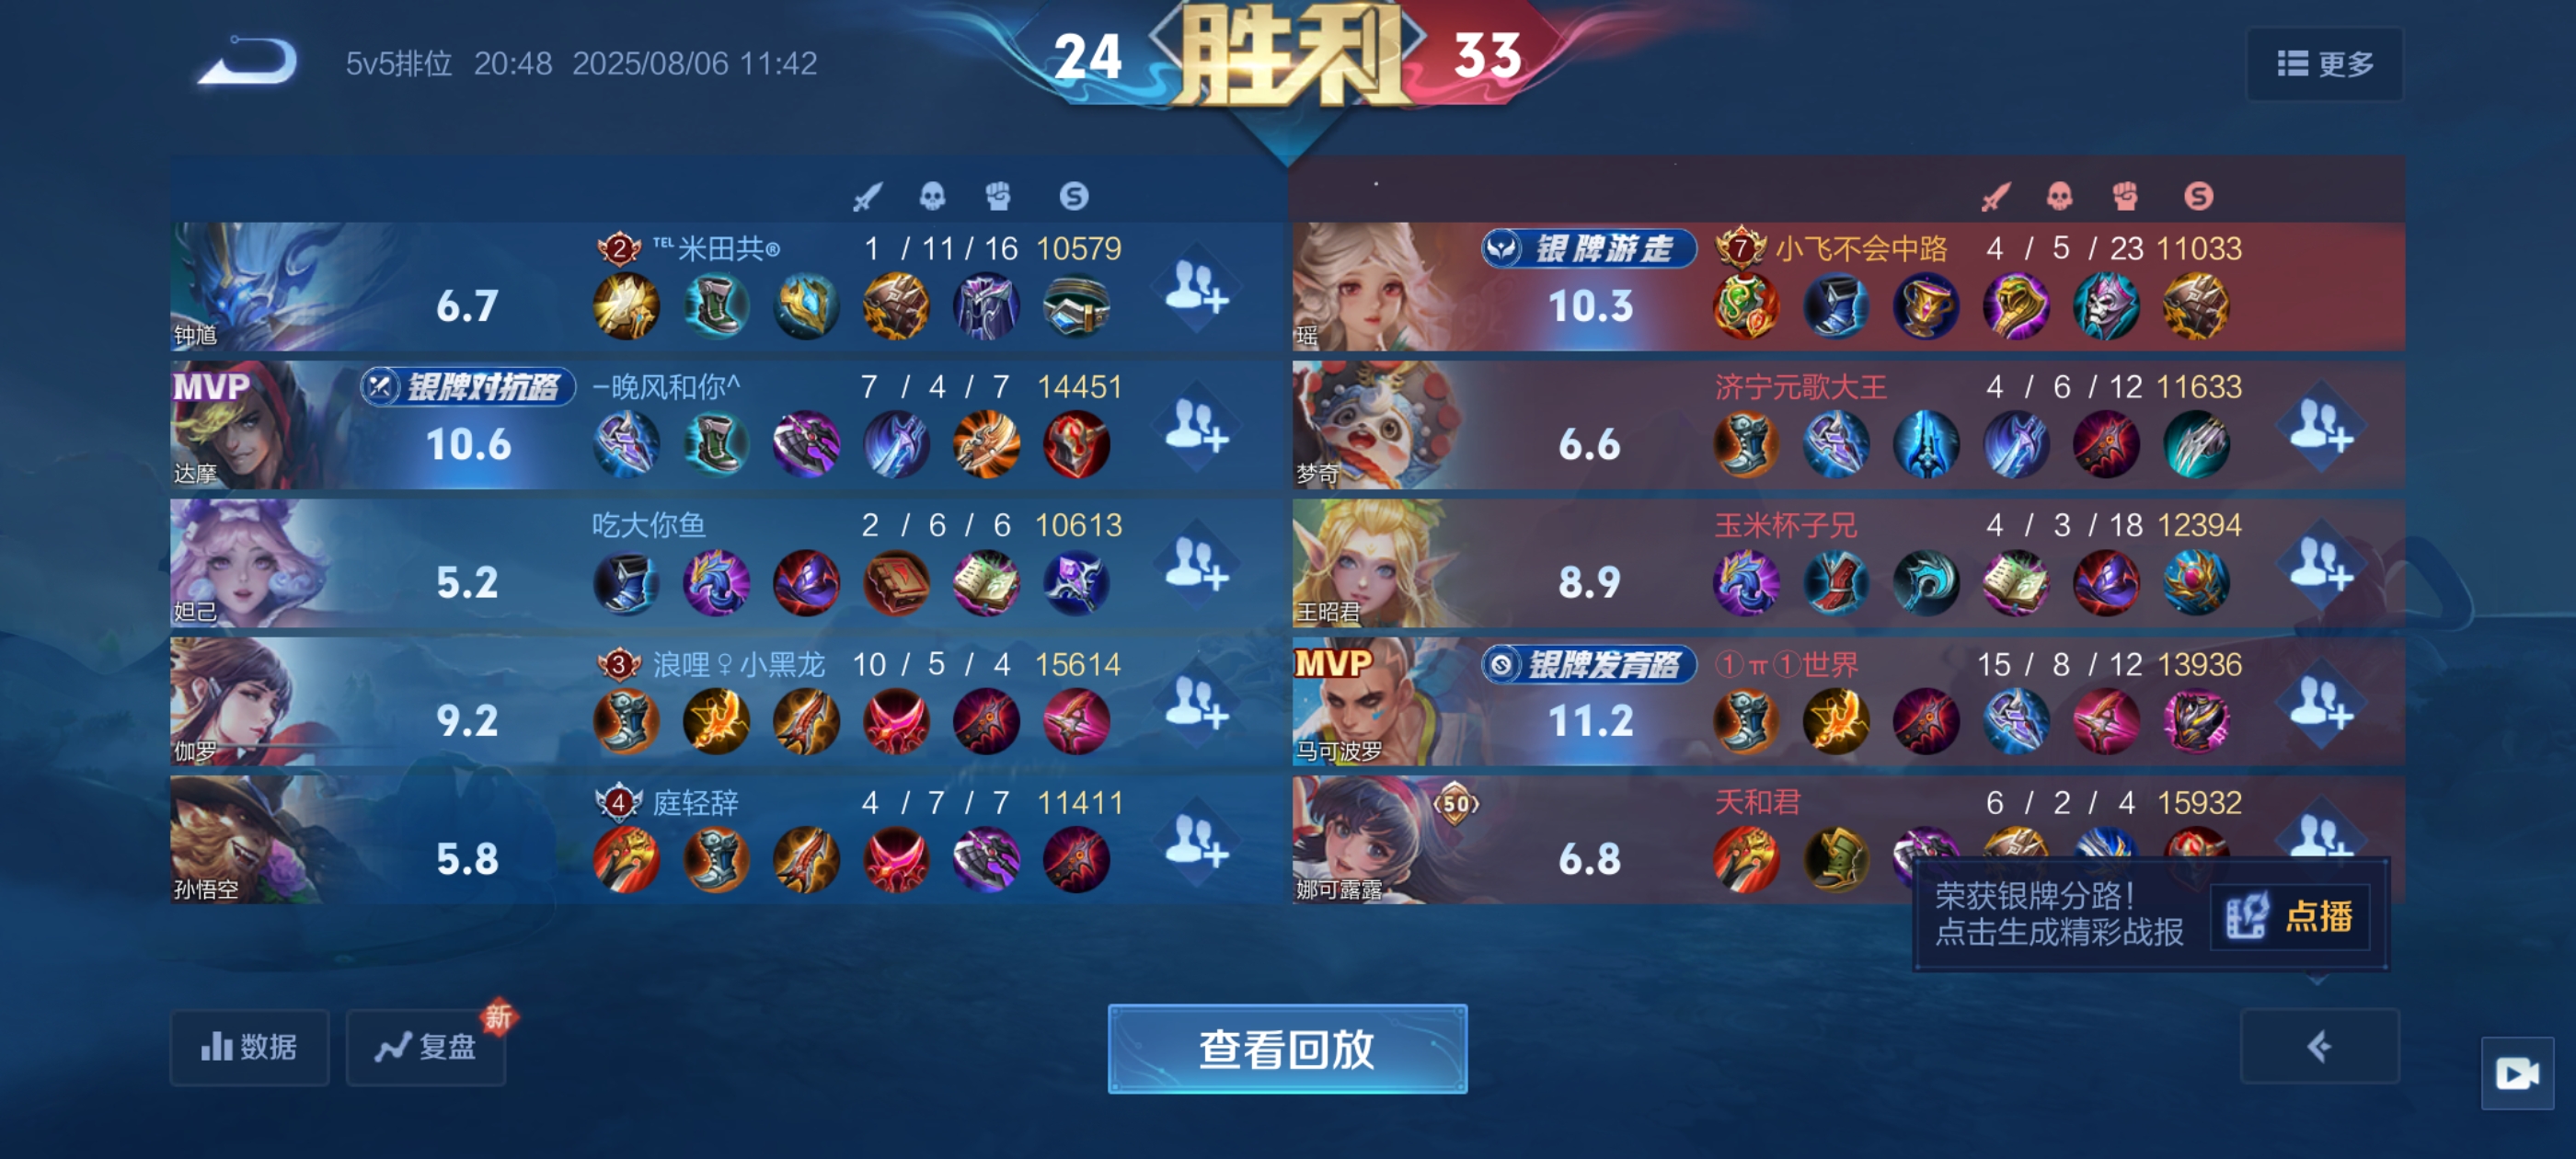 5v5排位 20:48 2025/08/06 11:42
24 胜利 33
更多
钟馗 6.7 2 TEL米田共® 1 / 11 / 16 10579
MVP 达摩 银牌对抗路 10.6 –晚风和你^ 7 / 4 / 7 14451
妲己 5.2 吃大你鱼 2 / 6 / 6 10613
伽罗 9.2 3 浪哩♀小黑龙 10 / 5 / 4 15614
孙悟空 5.8 4 庭轻辞 4 / 7 / 7 11411
瑶 银牌游走 10.3 7 小飞不会中路 4 / 5 / 23 11033
梦奇 6.6 济宁元歌大王 4 / 6 / 12 11633
王昭君 8.9 玉米杯子兄 4 / 3 / 18 12394
MVP 马可波罗 银牌发育路 11.2 ①π①世界 15 / 8 / 12 13936
娜可露露 50 6.8 天和君 6 / 2 / 4 15932
荣获银牌分路!
点击生成精彩战报
点播
数据
复盘
新
查看回放